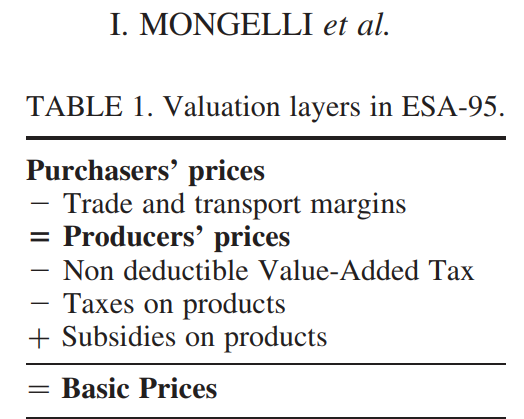 I. MONGELLI et al.
TABLE 1. Valuation layers in ESA-95.
Purchasers’ prices
− Trade and transport margins
= Producers’ prices
− Non deductible Value-Added Tax
− Taxes on products
+ Subsidies on products
= Basic Prices